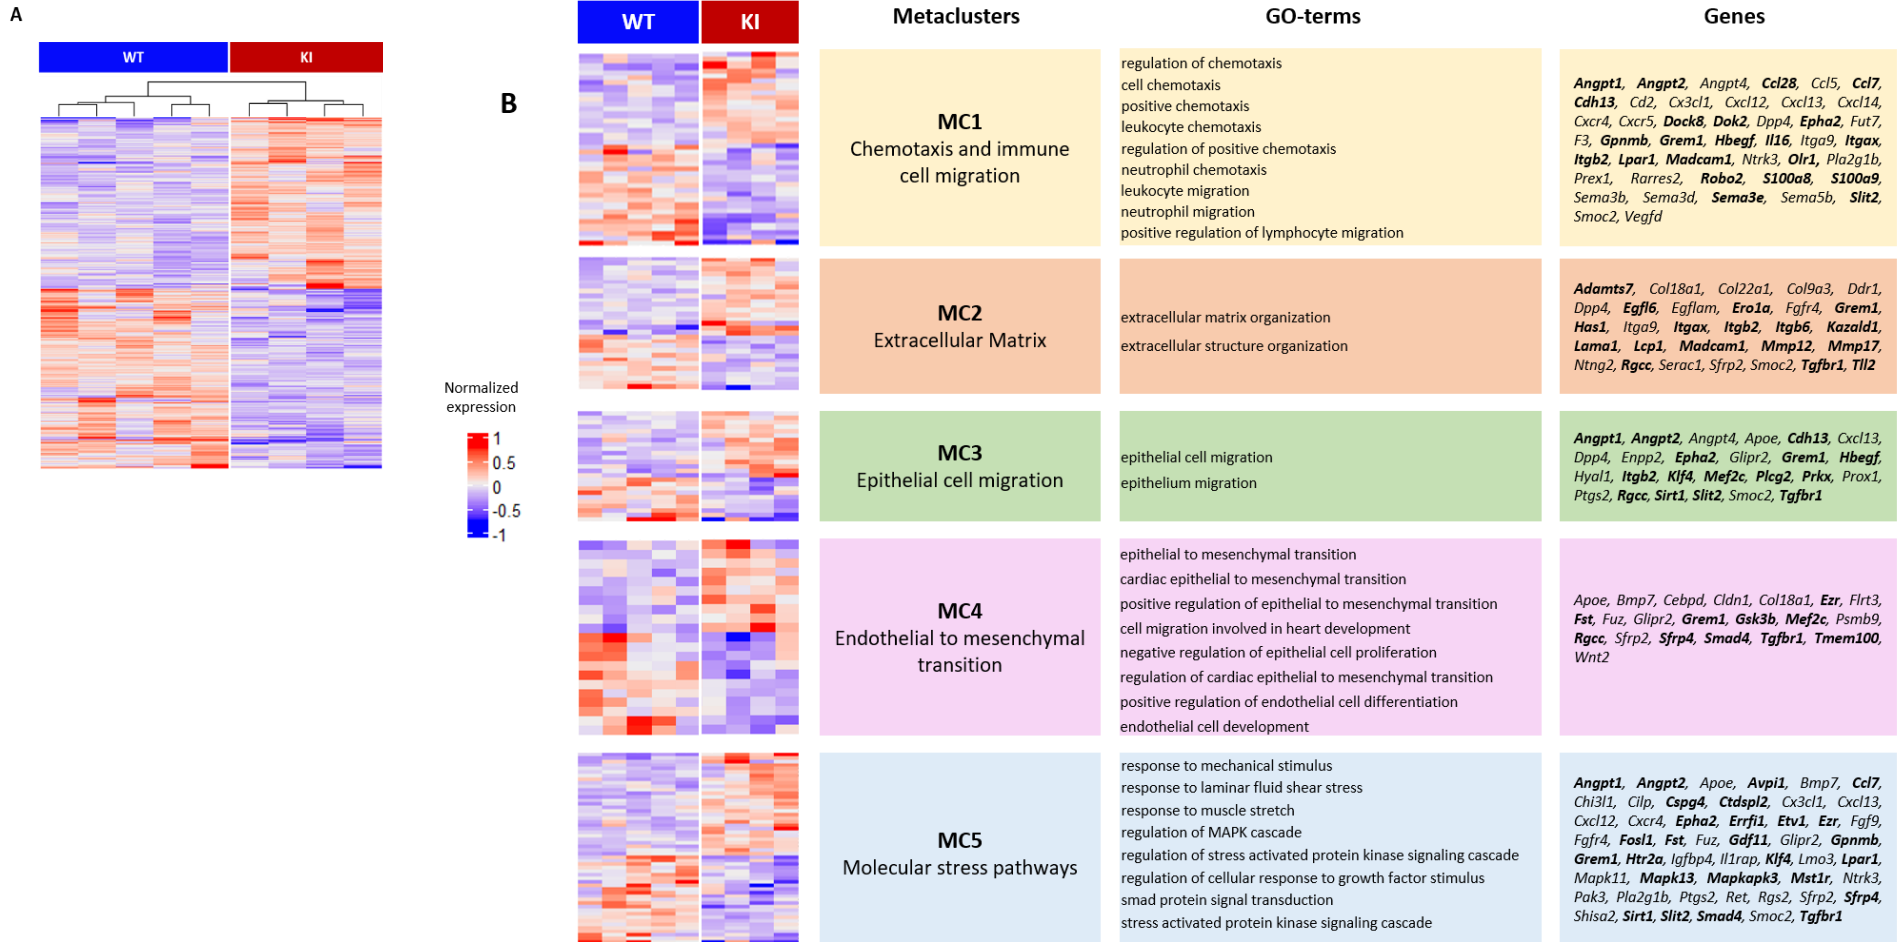 A
WT
KI
Normalized
expression
1
0.5
0
-0.5
-1
B
WT
KI
Metaclusters
GO-terms
Genes
MC1
Chemotaxis and immune
cell migration
regulation of chemotaxis
cell chemotaxis
positive chemotaxis
leukocyte chemotaxis
regulation of positive chemotaxis
neutrophil chemotaxis
leukocyte migration
neutrophil migration
positive regulation of lymphocyte migration
Angpt1, Angpt2, Angpt4, Ccl28, Ccl5, Ccl7,
Cdh13, Cd2, Cx3cl1, Cxcl12, Cxcl13, Cxcl14,
Cxcr4, Cxcr5, Dock8, Dok2, Dpp4, Epha2, Fut7,
F3, Gpnmb, Grem1, Hbegf, Il16, Itga9, Itgax,
Itgb2, Lpar1, Madcam1, Ntrk3, Olr1, Pla2g1b,
Prex1, Rarres2, Robo2, S100a8, S100a9,
Sema3b, Sema3d, Sema3e, Sema5b, Slit2,
Smoc2, Vegfd
MC2
Extracellular Matrix
extracellular matrix organization
extracellular structure organization
Adamts7, Col18a1, Col22a1, Col9a3, Ddr1,
Dpp4, Egfl6, Egflam, Ero1a, Fgfr4, Grem1,
Has1, Itga9, Itgax, Itgb2, Itgb6, Kazald1,
Lama1, Lcp1, Madcam1, Mmp12, Mmp17,
Ntng2, Rgcc, Serac1, Sfrp2, Smoc2, Tgfbr1, Tll2
MC3
Epithelial cell migration
epithelial cell migration
epithelium migration
Angpt1, Angpt2, Angpt4, Apoe, Cdh13, Cxcl13,
Dpp4, Enpp2, Epha2, Glipr2, Grem1, Hbegf,
Hyal1, Itgb2, Klf4, Mef2c, Plcg2, Prkx, Prox1,
Ptgs2, Rgcc, Sirt1, Slit2, Smoc2, Tgfbr1
MC4
Endothelial to mesenchymal
transition
epithelial to mesenchymal transition
cardiac epithelial to mesenchymal transition
positive regulation of epithelial to mesenchymal transition
cell migration involved in heart development
negative regulation of epithelial cell proliferation
regulation of cardiac epithelial to mesenchymal transition
positive regulation of endothelial cell differentiation
endothelial cell development
Apoe, Bmp7, Cebpd, Cldn1, Col18a1, Ezr, Flrt3,
Fst, Fuz, Glipr2, Grem1, Gsk3b, Mef2c, Psmb9,
Rgcc, Sfrp2, Sfrp4, Smad4, Tgfbr1, Tmem100,
Wnt2
MC5
Molecular stress pathways
response to mechanical stimulus
response to laminar fluid shear stress
response to muscle stretch
regulation of MAPK cascade
regulation of stress activated protein kinase signaling cascade
regulation of cellular response to growth factor stimulus
smad protein signal transduction
stress activated protein kinase signaling cascade
Angpt1, Angpt2, Apoe, Avpi1, Bmp7, Ccl7,
Chi3l1, Cilp, Cspg4, Ctdspl2, Cx3cl1, Cxcl13,
Cxcl12, Cxcr4, Epha2, Errfi1, Etv1, Ezr, Fgf9,
Fgfr4, Fosl1, Fst, Fuz, Gdf11, Glipr2, Gpnmb,
Grem1, Htr2a, Igfbp4, Il1rap, Klf4, Lmo3, Lpar1,
Mapk11, Mapk13, Mapkapk3, Mst1r, Ntrk3,
Pak3, Pla2g1b, Ptgs2, Ret, Rgs2, Sfrp2, Sfrp4,
Shisa2, Sirt1, Slit2, Smad4, Smoc2, Tgfbr1